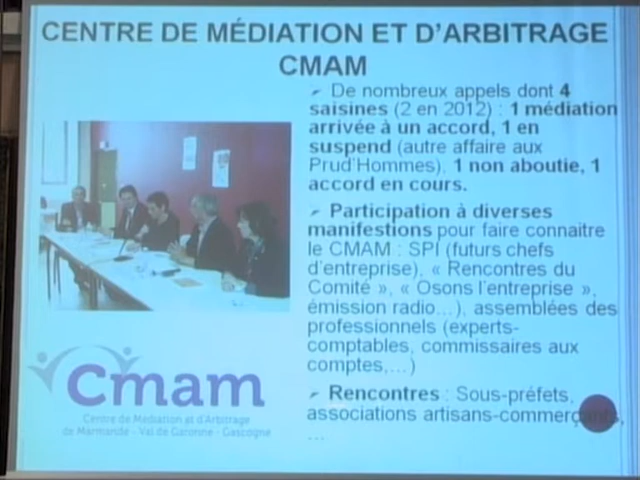 CENTRE DE MÉDIATION ET D'ARBITRAGE
CMAM
➢ De nombreux appels dont 4
saisines (2 en 2012) : 1 médiation
arrivée à un accord, 1 en
suspend (autre affaire aux
Prud'Hommes), 1 non aboutie, 1
accord en cours.
➢ Participation à diverses
manifestions pour faire connaitre
le CMAM : SPI (futurs chefs
d'entreprise), « Rencontres du
Comité », « Osons l'entreprise »,
émission radio...), assemblées des
professionnels (experts-
comptables, commissaires aux
comptes,...)
➢ Rencontres : Sous-préfets,
associations artisans-commerçants,
...
Cmam
Centre de Médiation et d'Arbitrage
de Marmande - Val de Garonne - Gascogne